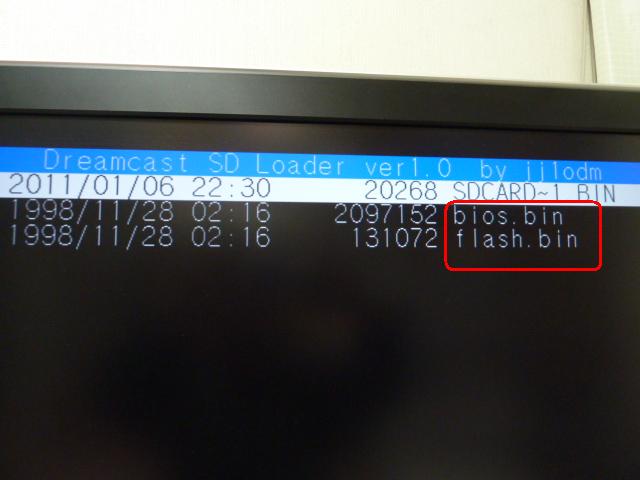 Dreamcast SD Loader ver1.0 by jj1odm
2011/01/06 22:30 20268 SDCARD~1.BIN
1998/11/28 02:16 2097152 bios.bin
1998/11/28 02:16 131072 flash.bin